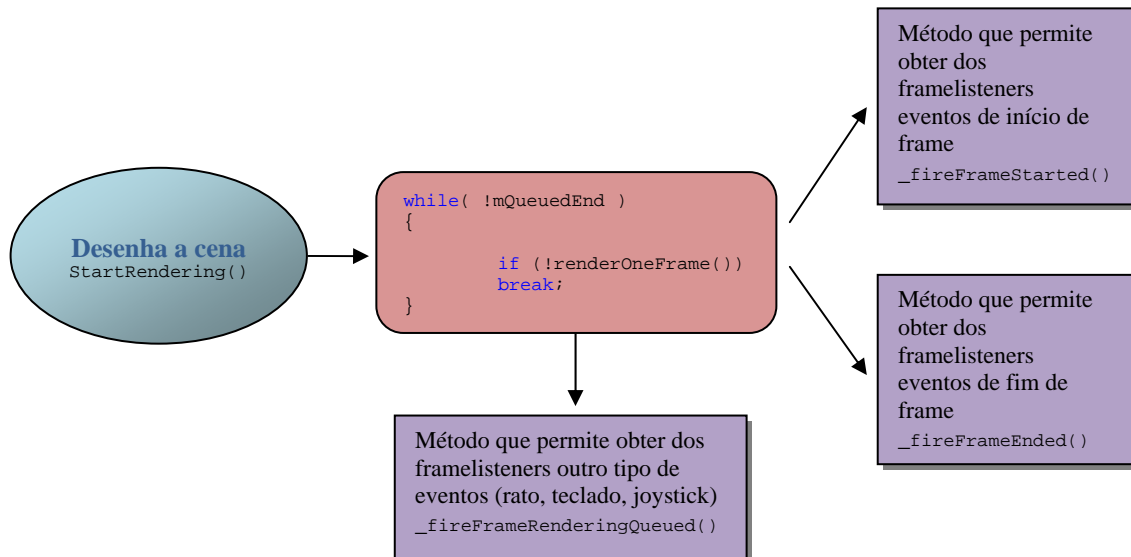 Desenha a cena
StartRendering()
while( !mQueuedEnd )
{
if (!renderOneFrame())
break;
}
Método que permite
obter dos
framelisteners
eventos de início de
frame
_fireFrameStarted()
Método que permite
obter dos
framelisteners
eventos de fim de
frame
_fireFrameEnded()
Método que permite obter dos
framelisteners outro tipo de
eventos (rato, teclado, joystick)
_fireFrameRenderingQueued()